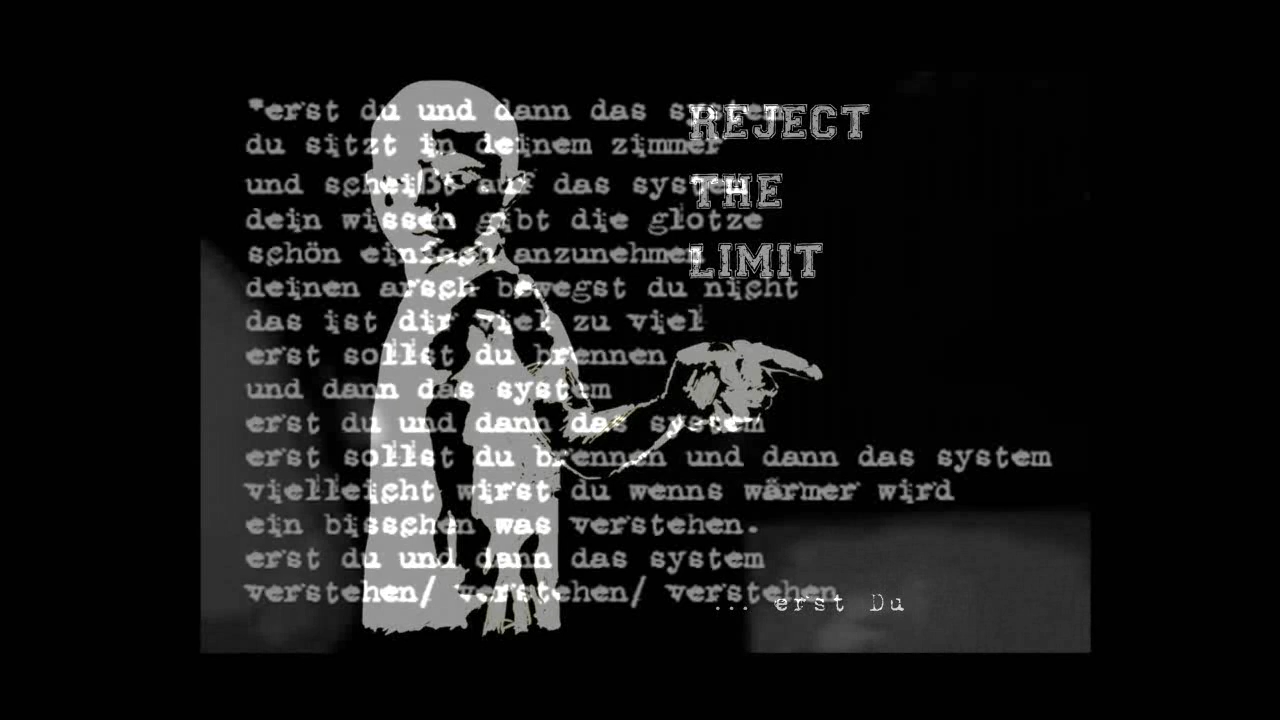 *erst du und dann das system
du sitzt in deinem zimmer
und scheißt auf das system
dein wissen gibt die glotze
schön einfach anzunehmen
deinen arsch bewegst du nicht
das ist dir viel zu viel
erst sollst du brennen
und dann das system
erst du und dann das system
erst sollst du brennen und dann das system
vielleicht wirst du wenns wärmer wird
ein bisschen was verstehen.
erst du und dann das system
verstehen/ verstehen/ verstehen
REJECT
THE
LIMIT
... erst Du